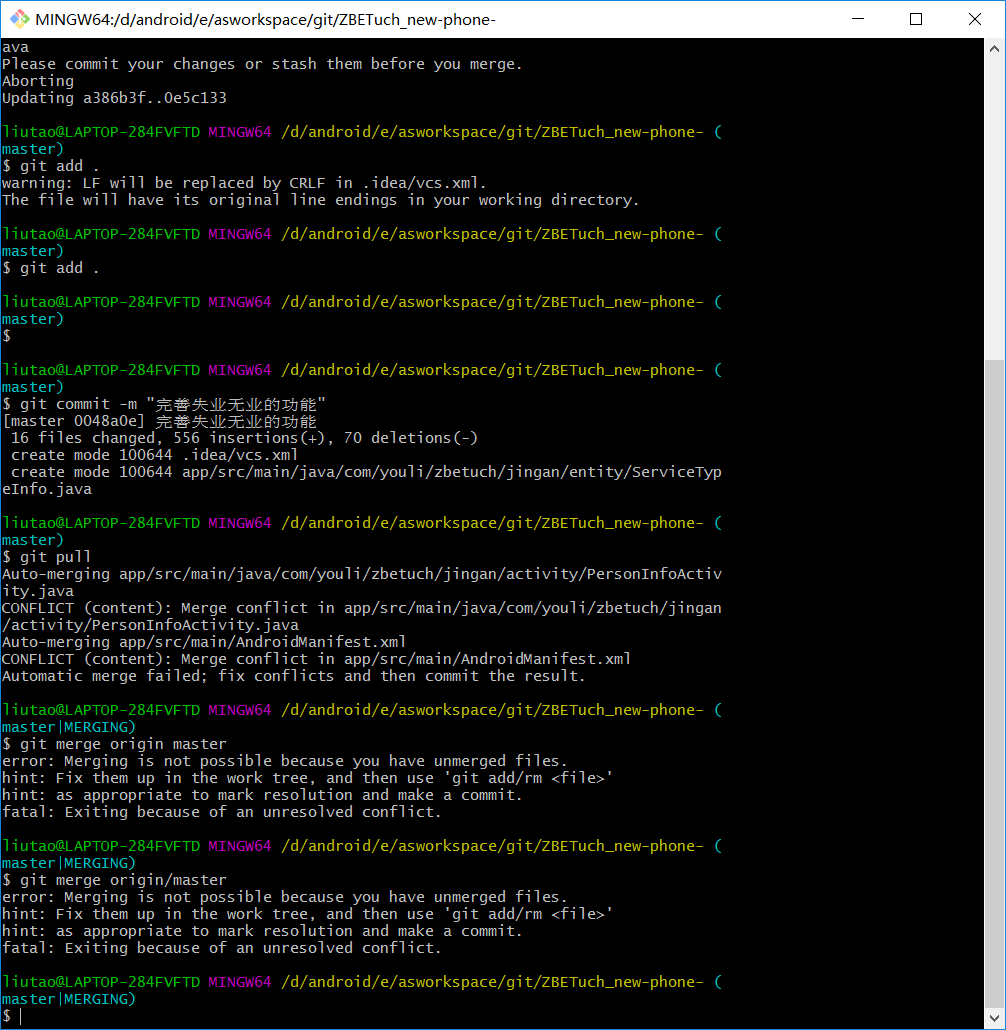 MINGW64:/d/android/e/asworkspace/git/ZBETuch_new-phone-
ava
Please commit your changes or stash them before you merge.
Aborting
Updating a386b3f..0e5c133
liutao@LAPTOP-284FVFTD MINGW64 /d/android/e/asworkspace/git/ZBETuch_new-phone- (
master)
$ git add .
warning: LF will be replaced by CRLF in .idea/vcs.xml.
The file will have its original line endings in your working directory.
liutao@LAPTOP-284FVFTD MINGW64 /d/android/e/asworkspace/git/ZBETuch_new-phone- (
master)
$ git add .
liutao@LAPTOP-284FVFTD MINGW64 /d/android/e/asworkspace/git/ZBETuch_new-phone- (
master)
$
liutao@LAPTOP-284FVFTD MINGW64 /d/android/e/asworkspace/git/ZBETuch_new-phone- (
master)
$ git commit -m "完善失业无业的功能"
[master 0048a0e] 完善失业无业的功能
 16 files changed, 556 insertions(+), 70 deletions(-)
 create mode 100644 .idea/vcs.xml
 create mode 100644 app/src/main/java/com/youli/zbetuch/jingan/entity/ServiceTyp
eInfo.java
liutao@LAPTOP-284FVFTD MINGW64 /d/android/e/asworkspace/git/ZBETuch_new-phone- (
master)
$ git pull
Auto-merging app/src/main/java/com/youli/zbetuch/jingan/activity/PersonInfoActiv
ity.java
CONFLICT (content): Merge conflict in app/src/main/java/com/youli/zbetuch/jingan
/activity/PersonInfoActivity.java
Auto-merging app/src/main/AndroidManifest.xml
CONFLICT (content): Merge conflict in app/src/main/AndroidManifest.xml
Automatic merge failed; fix conflicts and then commit the result.
liutao@LAPTOP-284FVFTD MINGW64 /d/android/e/asworkspace/git/ZBETuch_new-phone- (
master|MERGING)
$ git merge origin master
error: Merging is not possible because you have unmerged files.
hint: Fix them up in the work tree, and then use 'git add/rm <file>'
hint: as appropriate to mark resolution and make a commit.
fatal: Exiting because of an unresolved conflict.
liutao@LAPTOP-284FVFTD MINGW64 /d/android/e/asworkspace/git/ZBETuch_new-phone- (
master|MERGING)
$ git merge origin/master
error: Merging is not possible because you have unmerged files.
hint: Fix them up in the work tree, and then use 'git add/rm <file>'
hint: as appropriate to mark resolution and make a commit.
fatal: Exiting because of an unresolved conflict.
liutao@LAPTOP-284FVFTD MINGW64 /d/android/e/asworkspace/git/ZBETuch_new-phone- (
master|MERGING)
$